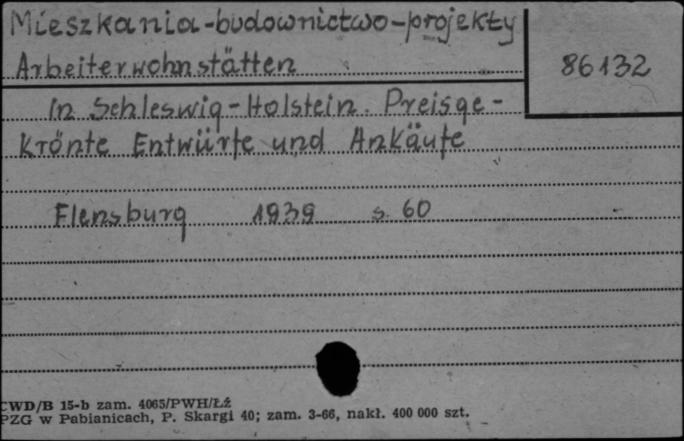 Mieszkania-budownictwo-projekty
Arbeiterwohnstätten
86132
in Schleswig-Holstein. Preisge-
krönte Entwürfe und Ankäufe
Flensburg 1939 s. 60
CWD/B 15-b zam. 4065/PWH/Łź
PZG w Pabianicach, P. Skargi 40; zam. 3-66, nakł. 400 000 szt.